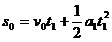 s₀ = v₀t₁ + 1/2 a₁t₁²